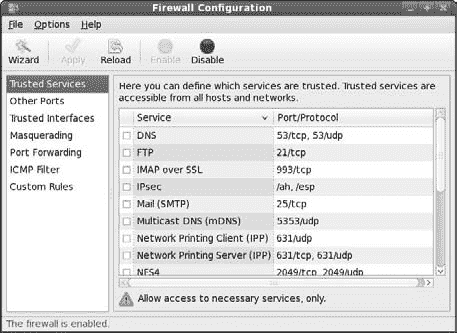 Firewall Configuration
File Options Help
Wizard Apply Reload Enable Disable
Trusted Services
Other Ports
Trusted Interfaces
Masquerading
Port Forwarding
ICMP Filter
Custom Rules
Here you can define which services are trusted. Trusted services are
accessible from all hosts and networks.
Service Port/Protocol
DNS 53/tcp, 53/udp
FTP 21/tcp
IMAP over SSL 993/tcp
IPsec /ah, /esp
Mail (SMTP) 25/tcp
Multicast DNS (mDNS) 5353/udp
Network Printing Client (IPP) 631/udp
Network Printing Server (IPP) 631/tcp, 631/udp
NFS4 2049/tcp, 2049/udp
Allow access to necessary services, only.
The firewall is enabled.